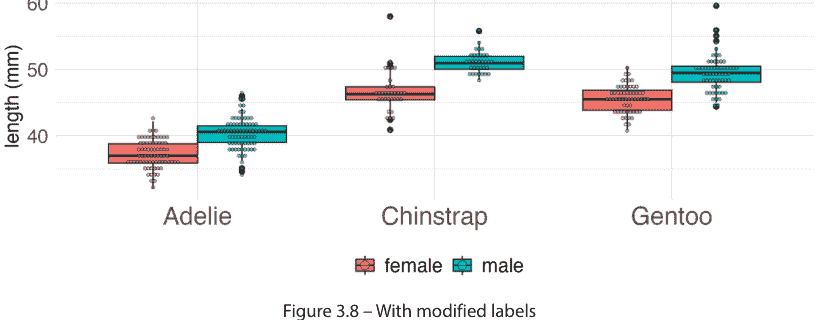 60
50
40
length (mm)
Adelie Chinstrap Gentoo
female male
Figure 3.8 – With modified labels